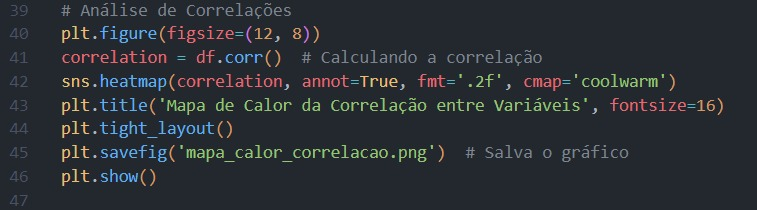 39 # Análise de Correlações
40 plt.figure(figsize=(12, 8))
41 correlation = df.corr()  # Calculando a correlação
42 sns.heatmap(correlation, annot=True, fmt='.2f', cmap='coolwarm')
43 plt.title('Mapa de Calor da Correlação entre Variáveis', fontsize=16)
44 plt.tight_layout()
45 plt.savefig('mapa_calor_correlacao.png')  # Salva o gráfico
46 plt.show()
47